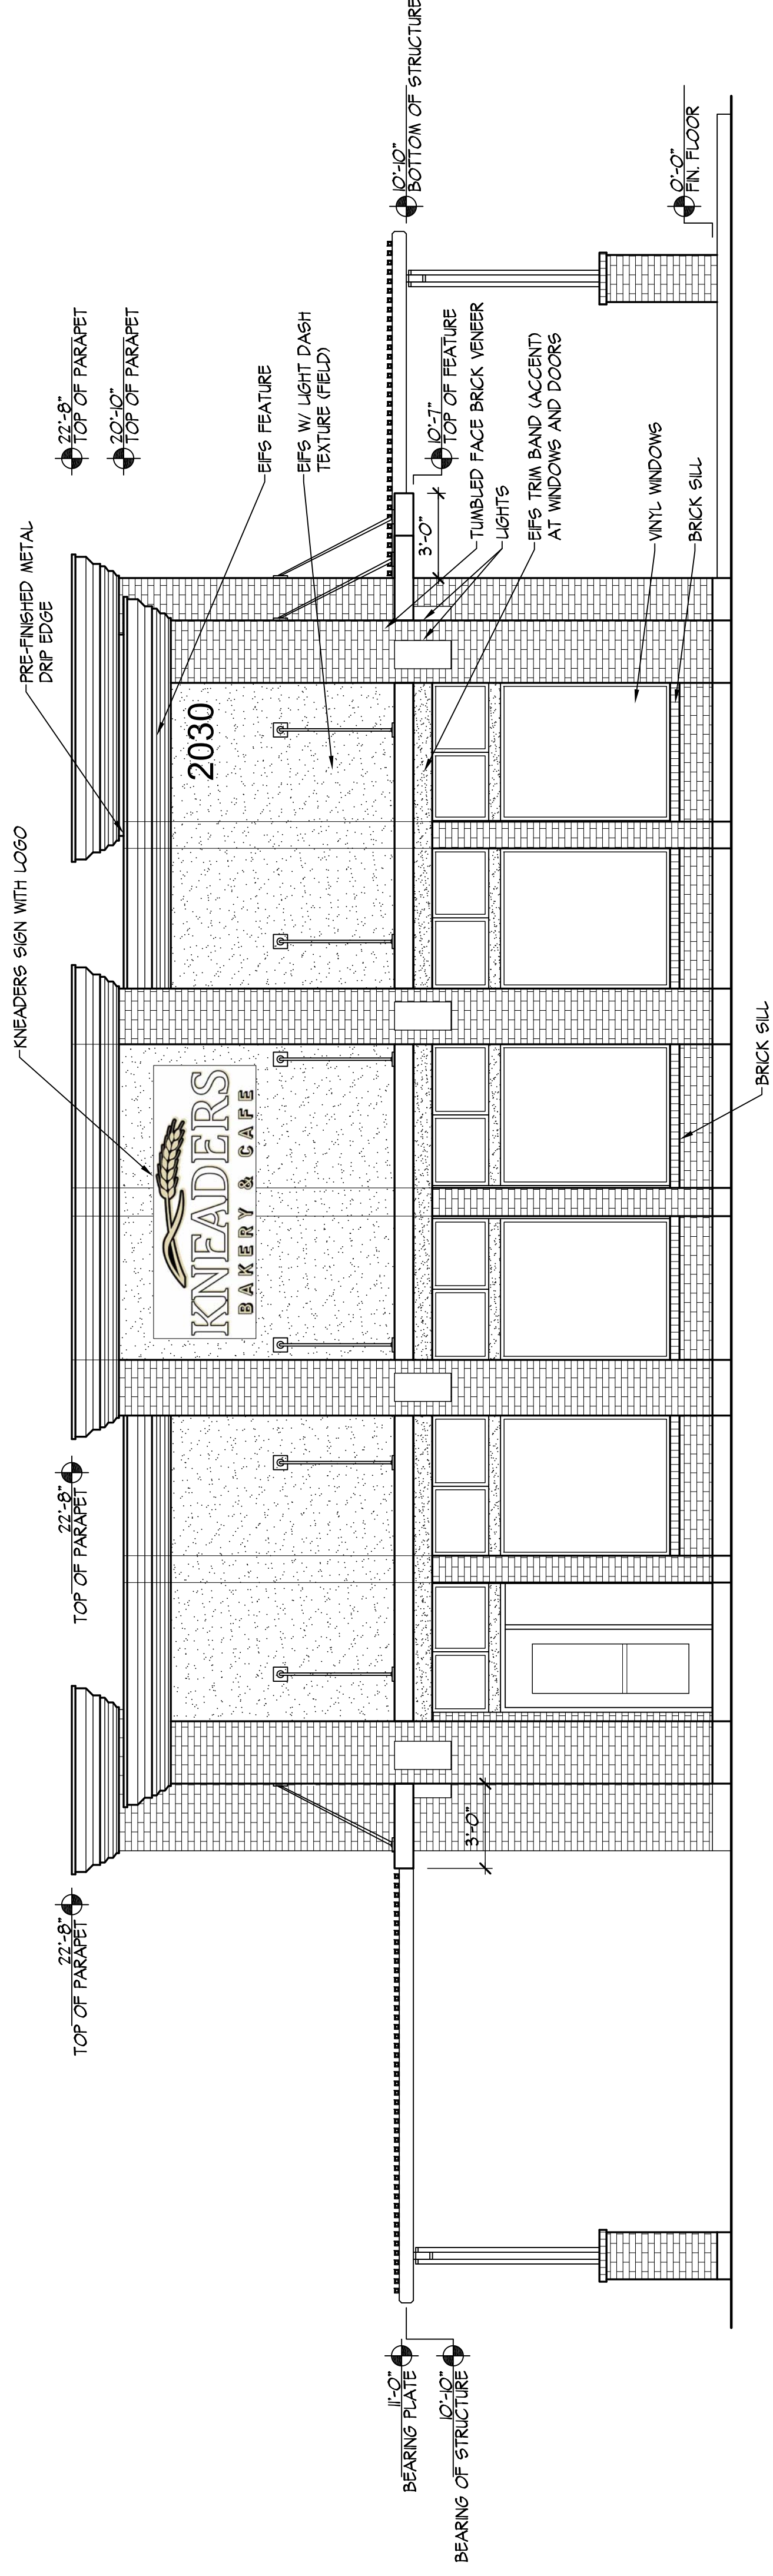 KNEADERS SIGN WITH LOGO
PRE-FINISHED METAL
DRIP EDGE
22'-8"
TOP OF PARAPET
22'-8"
TOP OF PARAPET
22'-8"
TOP OF PARAPET
20'-10"
TOP OF PARAPET
EIFS FEATURE
EIFS W/ LIGHT DASH
TEXTURE (FIELD)
2030
KNEADERS
BAKERY & CAFE
10'-10"
BOTTOM OF STRUCTURE
10'-7"
TOP OF FEATURE
3'-0"
TUMBLED FACE BRICK VENEER
LIGHTS
EIFS TRIM BAND (ACCENT)
AT WINDOWS AND DOORS
VINYL WINDOWS
BRICK SILL
0'-0"
FIN. FLOOR
3'-0"
11'-0"
BEARING PLATE
10'-10"
BEARING OF STRUCTURE
BRICK SILL